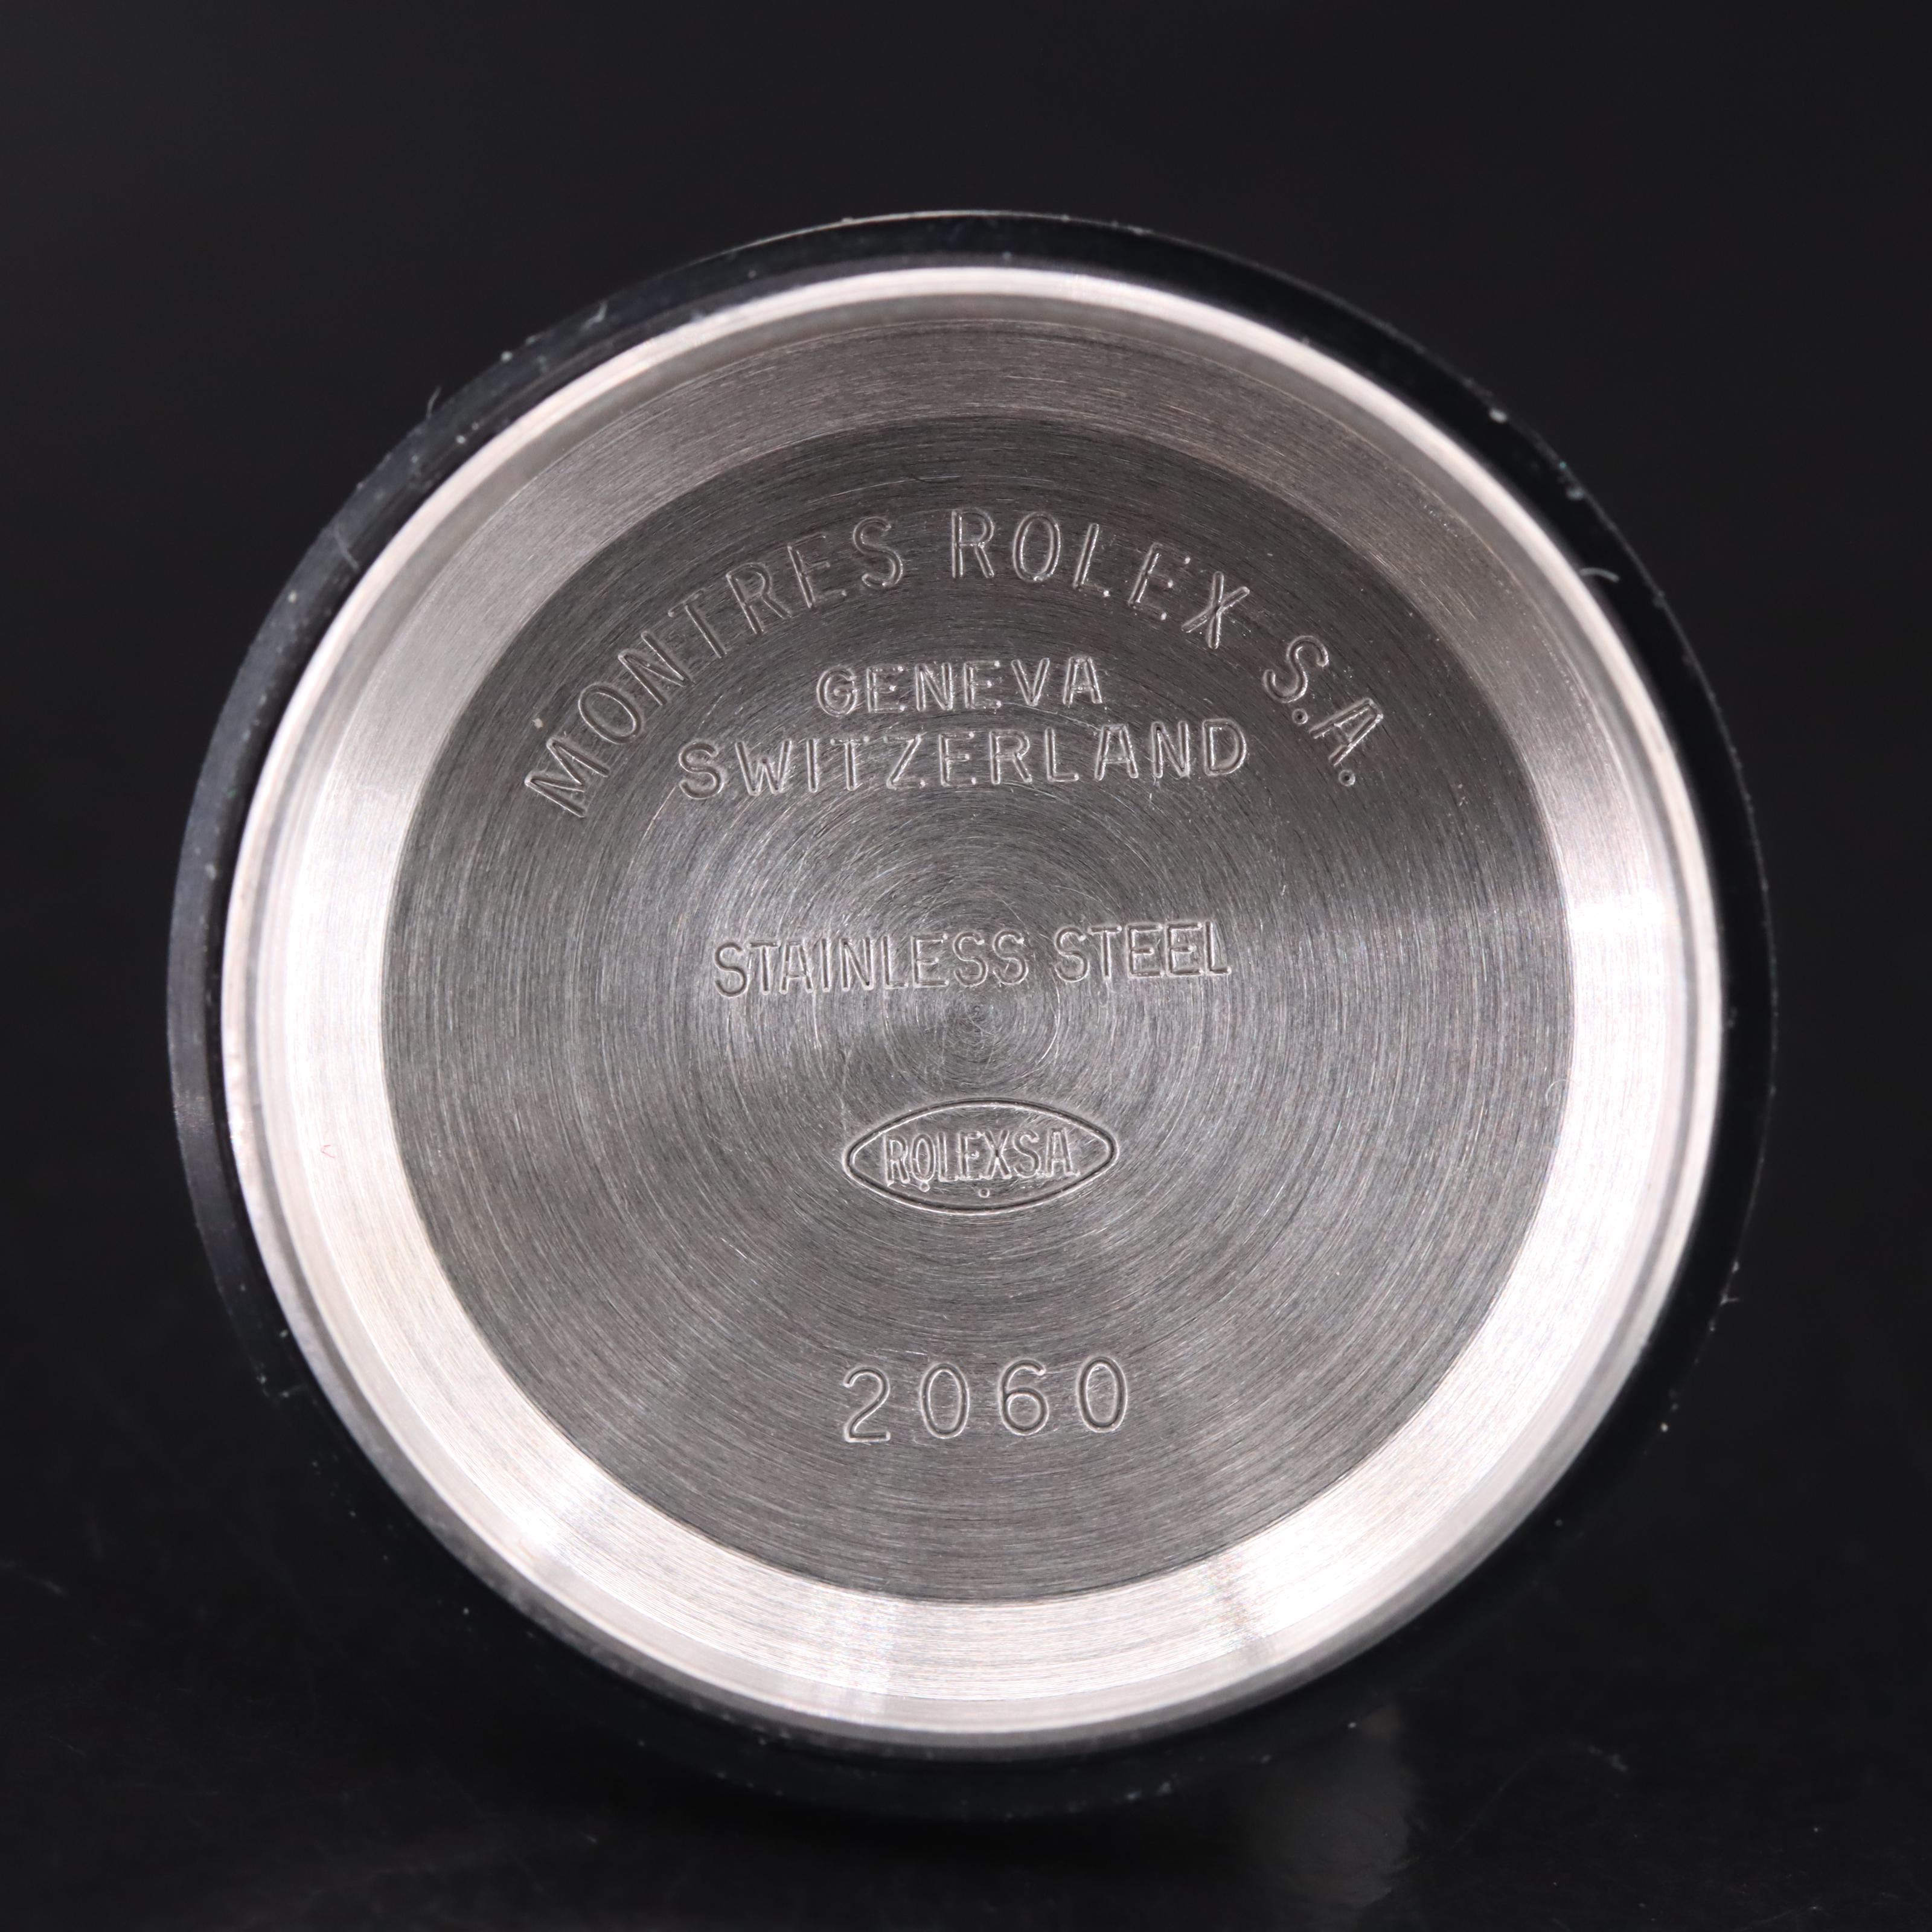 MONTRES ROLEX S.A.
GENEVA
SWITZERLAND
STAINLESS STEEL
ROLEXSA
2060